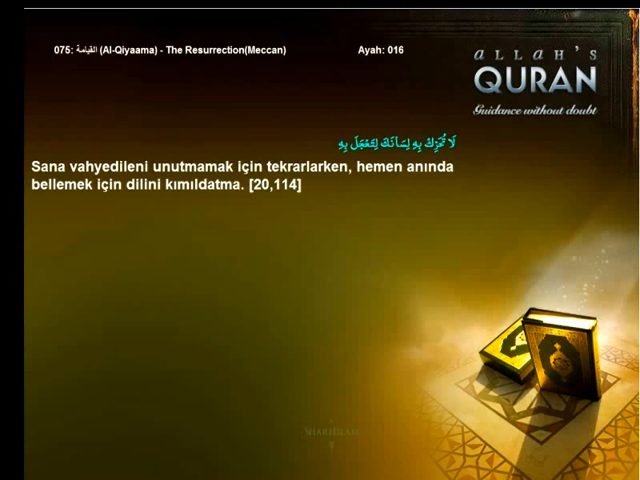 075: القيامة (Al-Qiyaama) - The Resurrection(Meccan) Ayah: 016
ALLAH'S
QURAN
Guidance without doubt
لَا تُحَرِّكْ بِهِ لِسَانَكَ لِتَعْجَلَ بِهِ
Sana vahyedileni unutmamak için tekrarlarken, hemen anında
bellemek için dilini kımıldatma. [20,114]
SHAREISLAM